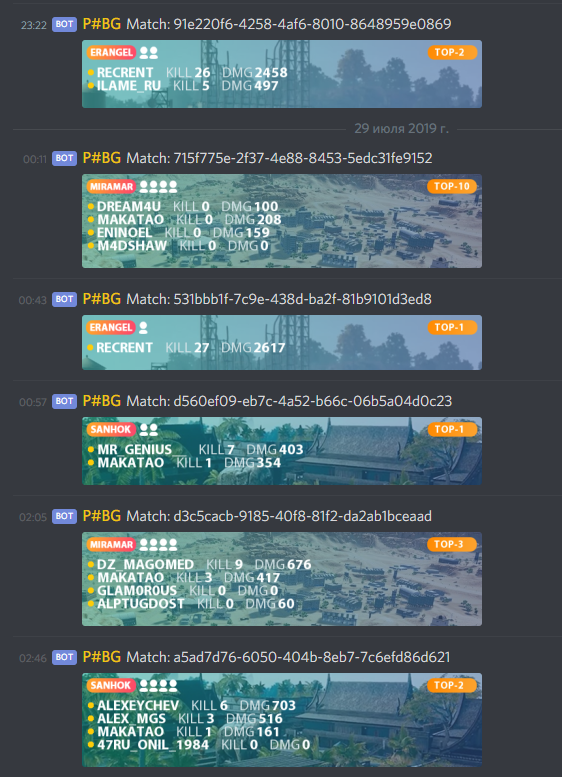 23:22 BOT P#BG Match: 91e220f6-4258-4af6-8010-8648959e0869
ERANGEL TOP-2
RECRENT KILL 26 DMG 2458
ILAME_RU KILL 5 DMG 497
29 июля 2019 г.
00:11 BOT P#BG Match: 715f775e-2f37-4e88-8453-5edc31fe9152
MIRAMAR TOP-10
DREAM4U KILL 0 DMG 100
MAKATAO KILL 0 DMG 208
ENINOEL KILL 0 DMG 159
M4DSHAW KILL 0 DMG 0
00:43 BOT P#BG Match: 531bbb1f-7c9e-438d-ba2f-81b9101d3ed8
ERANGEL TOP-1
RECRENT KILL 27 DMG 2617
00:57 BOT P#BG Match: d560ef09-eb7c-4a52-b66c-06b5a04d0c23
SANHOK TOP-1
MR_GENIUS KILL 7 DMG 403
MAKATAO KILL 1 DMG 354
02:05 BOT P#BG Match: d3c5cacb-9185-40f8-81f2-da2ab1bceaad
MIRAMAR TOP-3
DZ_MAGOMED KILL 9 DMG 676
MAKATAO KILL 3 DMG 417
GLAM0R0US KILL 0 DMG 0
ALPTUGDOST KILL 0 DMG 60
02:46 BOT P#BG Match: a5ad7d76-6050-404b-8eb7-7c6efd86d621
SANHOK TOP-2
ALEXEYCHEV KILL 6 DMG 703
ALEX_MGS KILL 3 DMG 516
MAKATAO KILL 1 DMG 161
47RU_ONIL_1984 KILL 0 DMG 0